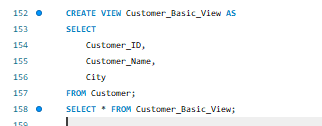 152 CREATE VIEW Customer_Basic_View AS
153 SELECT
154 Customer_ID,
155 Customer_Name,
156 City
157 FROM Customer;
158 SELECT * FROM Customer_Basic_View;
159